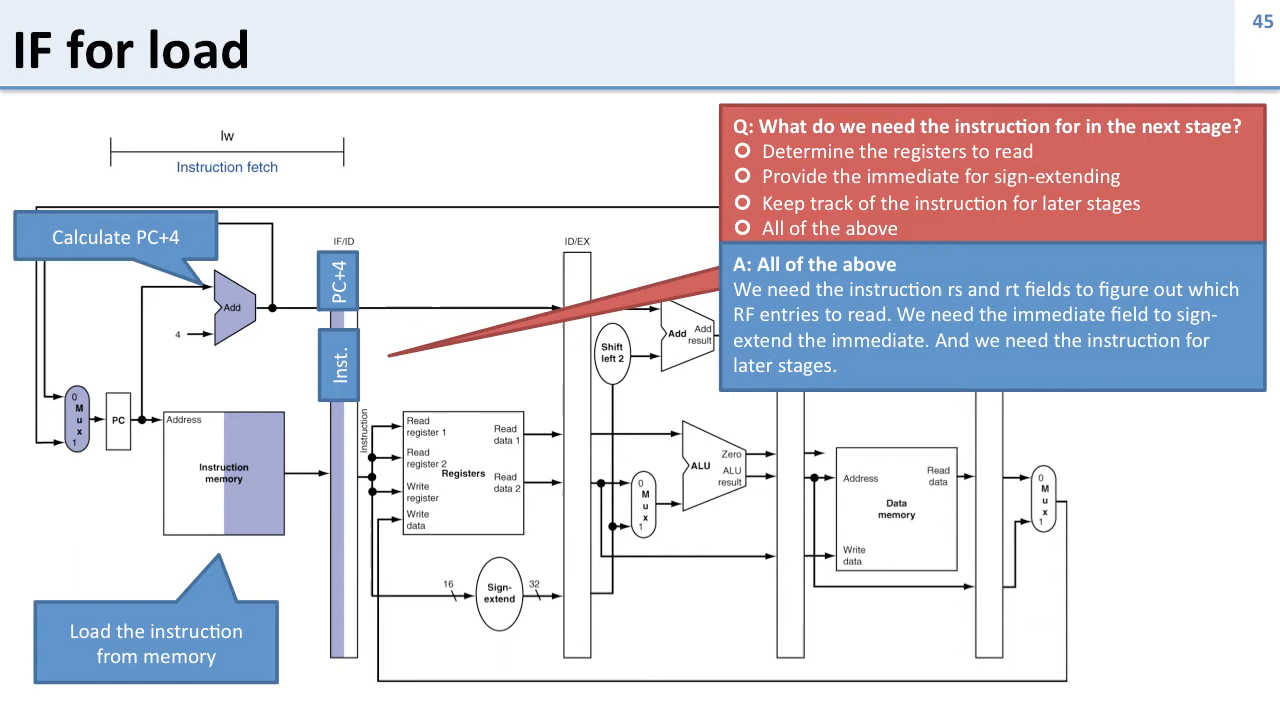 IF for load
45
lw
Instruction fetch
Q: What do we need the instruction for in the next stage?
Determine the registers to read
Provide the immediate for sign-extending
Keep track of the instruction for later stages
All of the above
A: All of the above
We need the instruction rs and rt fields to figure out which
RF entries to read. We need the immediate field to sign-
extend the immediate. And we need the instruction for
later stages.
Calculate PC+4
IF/ID
ID/EX
PC+4
Inst.
Add
4
Shift
left 2
Add
Add
result
0
M
u
x
1
PC
Address
Instruction
memory
Instruction
Read
register 1
Read
register 2
Write
register
Write
data
Registers
Read
data 1
Read
data 2
16
Sign-
extend
32
0
M
u
x
1
ALU
Zero
ALU
result
Address
Data
memory
Write
data
Read
data
0
M
u
x
1
Load the instruction
from memory